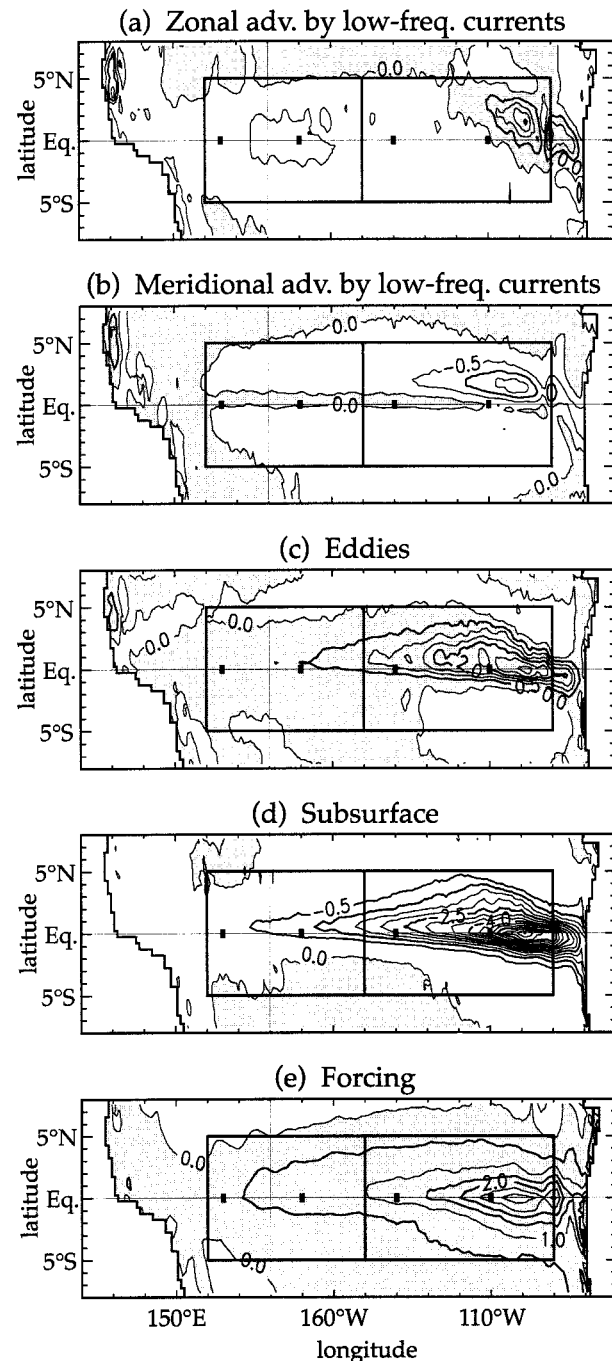 (a) Zonal adv. by low-freq. currents
0.0
5°N
Eq.
5°S
latitude
0.0
(b) Meridional adv. by low-freq. currents
0.0
5°N
-0.5
Eq.
0.0
5°S
latitude
0.0
(c) Eddies
5°N
0.0
0.0
Eq.
0.5
0.0
5°S
latitude
(d) Subsurface
5°N
-0.5
2.5
4.0
Eq.
0.0
5°S
latitude
(e) Forcing
5°N
0.0
2.0
Eq.
1.0
5°S
0.0
latitude
150°E
160°W
110°W
longitude